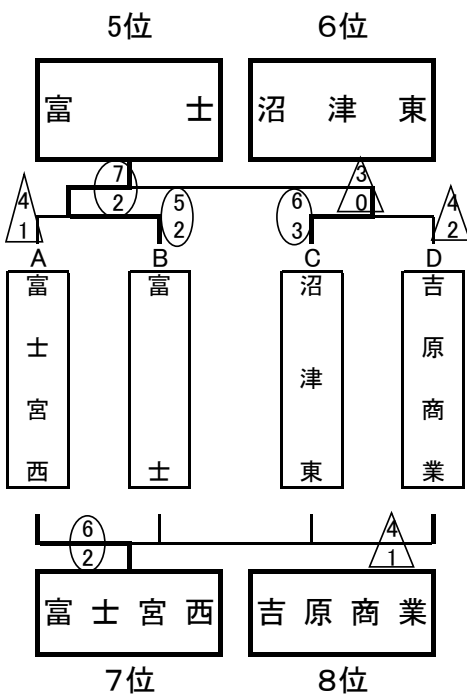 5位 6位
富士 沼津東
7 3
4 2 5 6 0 4
1 2 3 2
A B C D
富士宮西 富士 沼津東 吉原商業
6 4
2 1
富士宮西 吉原商業
7位 8位